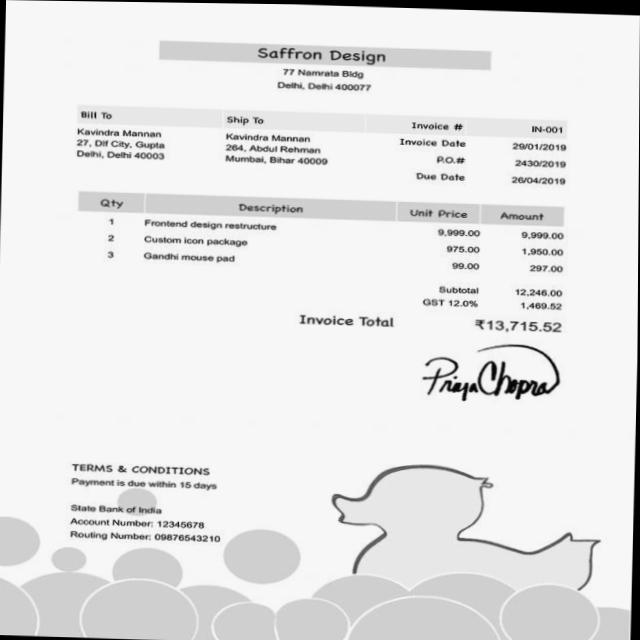 Saffron Design
77 Namrata Bldg
Delhi, Delhi 400077
Bill To
Kavindra Mannan
27, Dlf City, Gupta
Delhi, Delhi 40003
Ship To
Kavindra Mannan
264, Abdul Rehman
Mumbai, Bihar 40009
Invoice # IN-001
Invoice Date 29/01/2019
P.O.# 2430/2019
Due Date 26/04/2019
Qty Description Unit Price Amount
1 Frontend design restructure 9,999.00 9,999.00
2 Custom icon package 975.00 1,950.00
3 Gandhi mouse pad 99.00 297.00
Subtotal 12,246.00
GST 12.0% 1,469.52
Invoice Total ₹13,715.52
Priya Chopra
TERMS & CONDITIONS
Payment is due within 15 days
State Bank of India
Account Number: 12345678
Routing Number: 09876543210